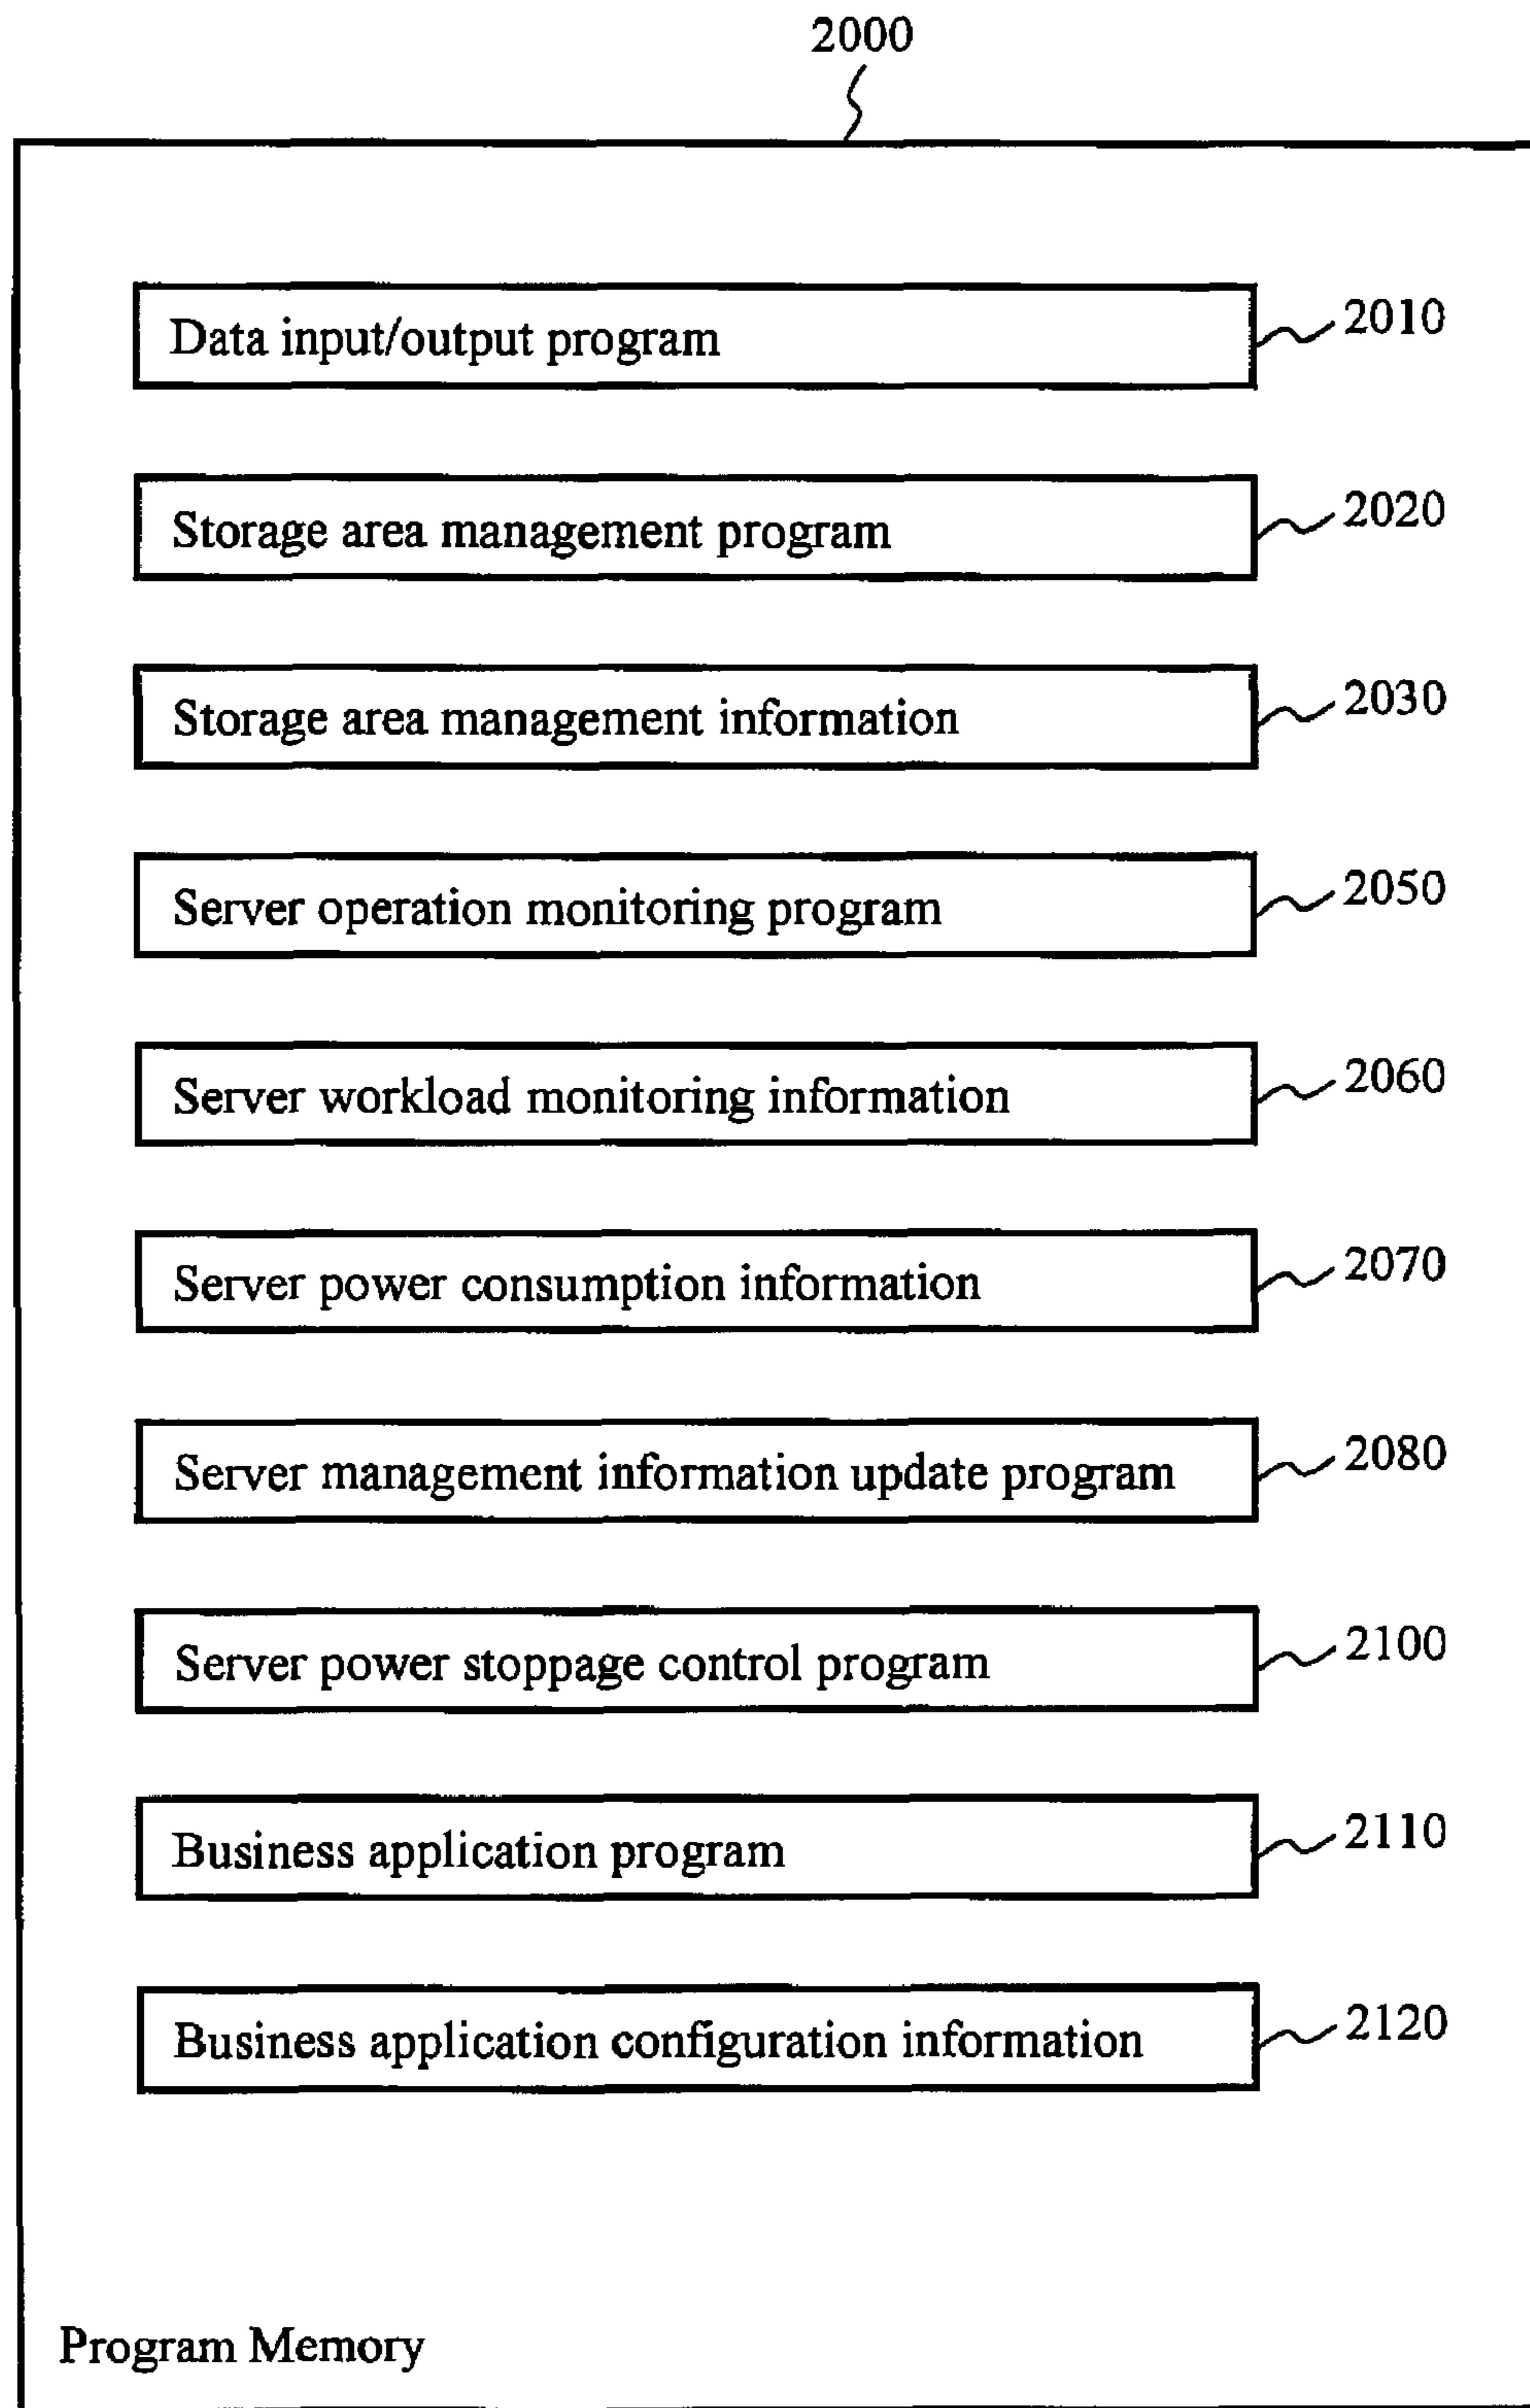 2000
Data input/output program 2010
Storage area management program 2020
Storage area management information 2030
Server operation monitoring program 2050
Server workload monitoring information 2060
Server power consumption information 2070
Server management information update program 2080
Server power stoppage control program 2100
Business application program 2110
Business application configuration information 2120
Program Memory